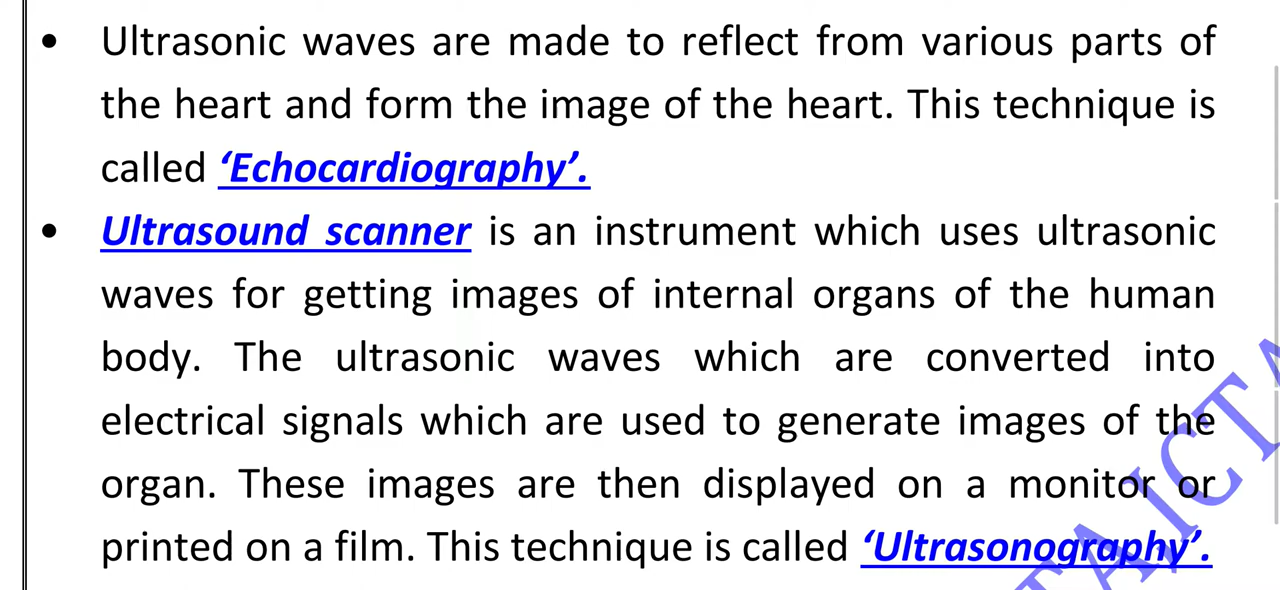 • Ultrasonic waves are made to reflect from various parts of
the heart and form the image of the heart. This technique is
called ‘Echocardiography’.
• Ultrasound scanner is an instrument which uses ultrasonic
waves for getting images of internal organs of the human
body. The ultrasonic waves which are converted into
electrical signals which are used to generate images of the
organ. These images are then displayed on a monitor or
printed on a film. This technique is called ‘Ultrasonography’.